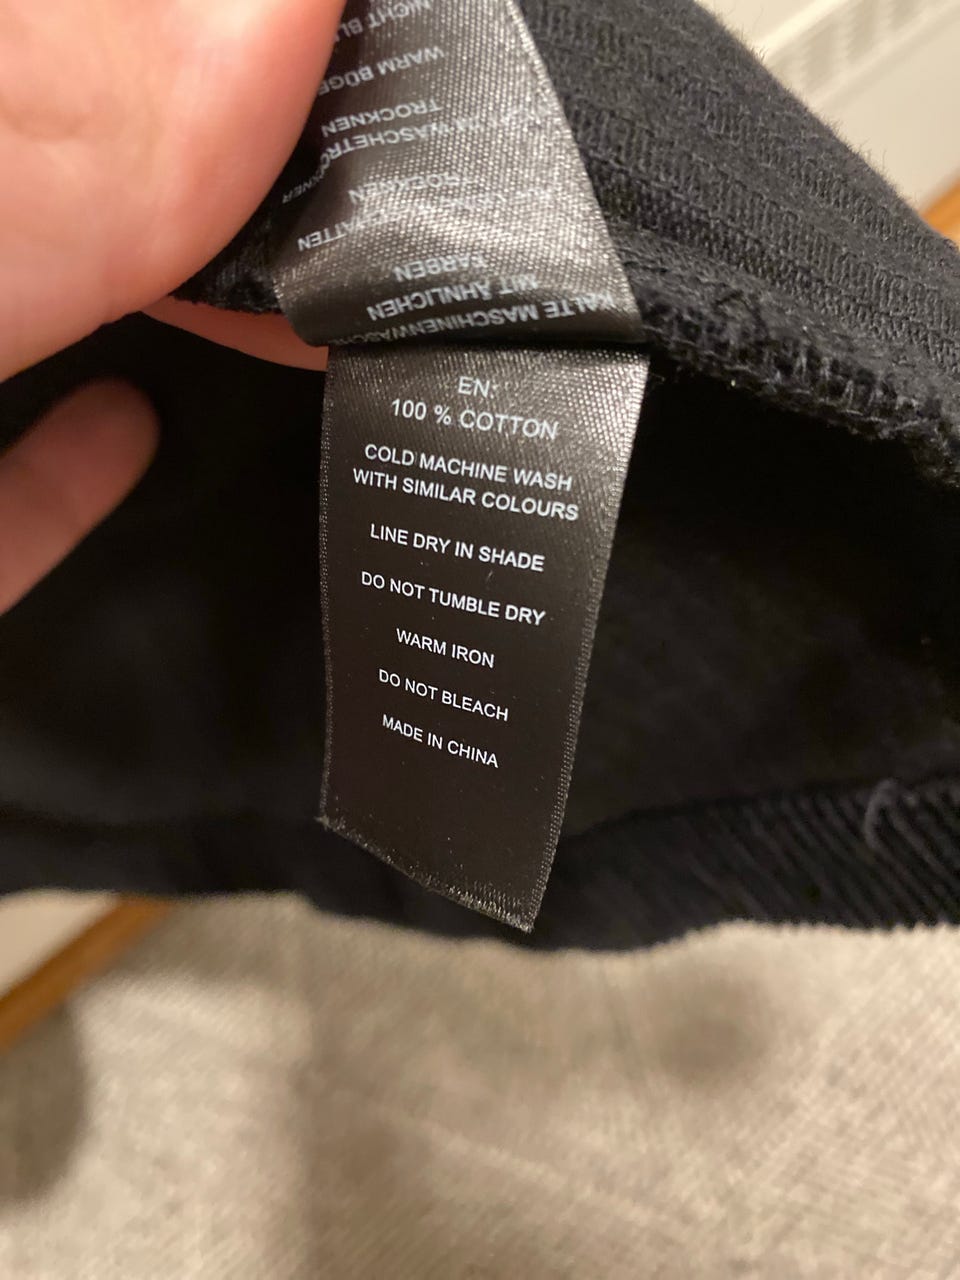 EN:
100 % COTTON
COLD MACHINE WASH
WITH SIMILAR COLOURS
LINE DRY IN SHADE
DO NOT TUMBLE DRY
WARM IRON
DO NOT BLEACH
MADE IN CHINA
KALTE
MIT ÄHNLICHEN
FARBEN
TROCKNEN
WARM
NICHT